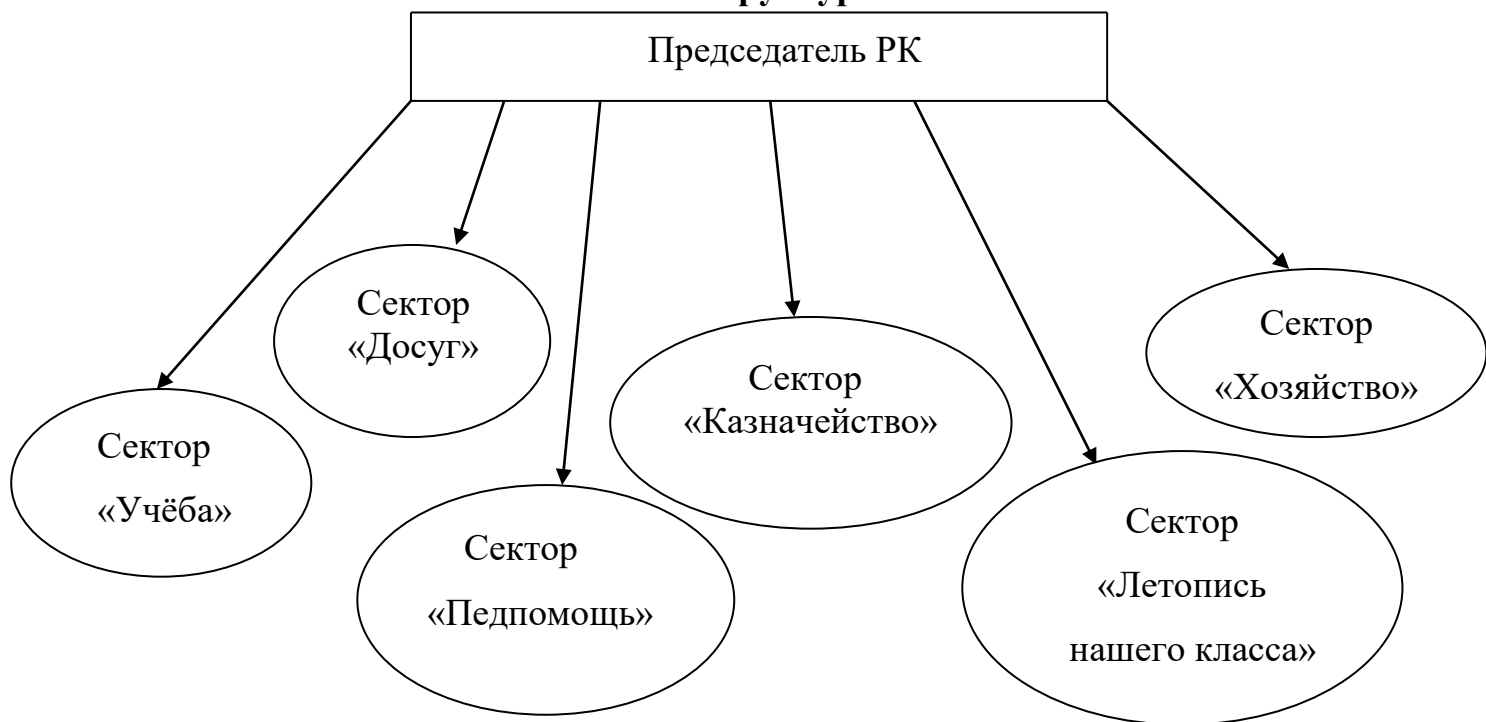 Председатель РК
Сектор
«Досуг»
Сектор
«Хозяйство»
Сектор
«Казначейство»
Сектор
«Учёба»
Сектор
«Педпомощь»
Сектор
«Летопись
нашего класса»